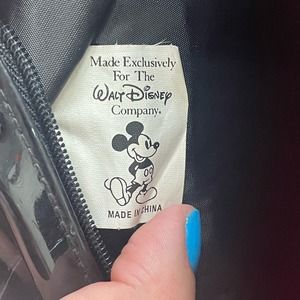 Made Exclusively
For The
Walt Disney
Company.
MADE IN CHINA